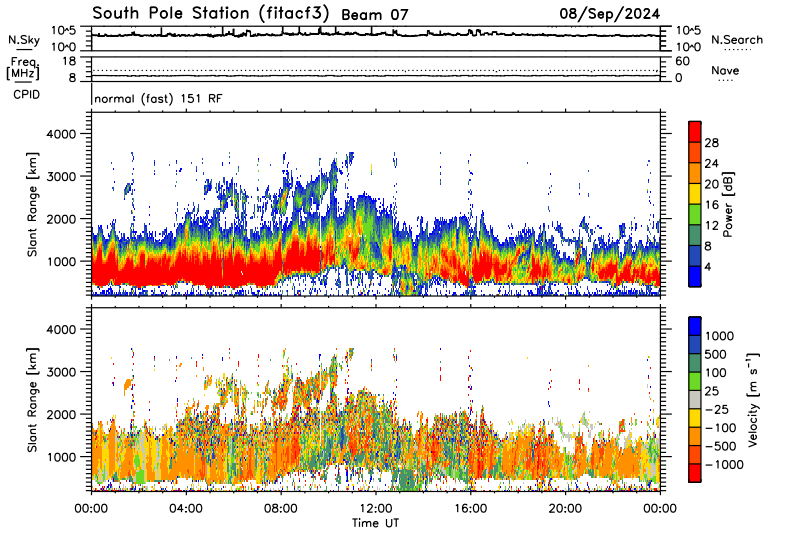 South Pole Station (fitacf3) Beam 07 08/Sep/2024
N.Sky 10^5 10^0 10^5 10^0 N.Search
Freq. [MHz] 18 8 60 0 Nave
CPID normal (fast) 151 RF
Slant Range [km] 4000 3000 2000 1000
28 24 20 16 12 8 4 Power [dB]
Slant Range [km] 4000 3000 2000 1000
1000 500 100 25 -25 -100 -500 -1000 Velocity [m s^-1]
00:00 04:00 08:00 12:00 16:00 20:00 00:00
Time UT